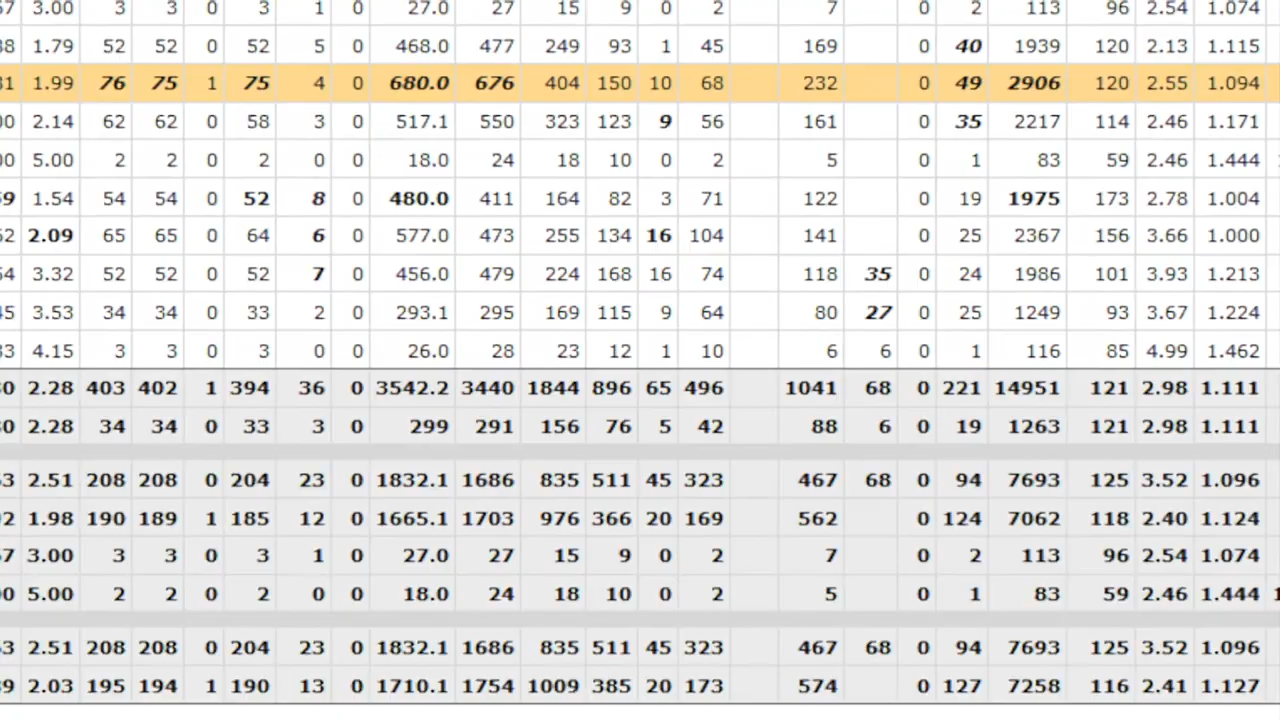 57 3.00 3 3 0 3 1 0 27.0 27 15 9 0 2 7 0 2 113 96 2.54 1.074
38 1.79 52 52 0 52 5 0 468.0 477 249 93 1 45 169 0 40 1939 120 2.13 1.115
81 1.99 76 75 1 75 4 0 680.0 676 404 150 10 68 232 0 49 2906 120 2.55 1.094
00 2.14 62 62 0 58 3 0 517.1 550 323 123 9 56 161 0 35 2217 114 2.46 1.171
00 5.00 2 2 0 2 0 0 18.0 24 18 10 0 2 5 0 1 83 59 2.46 1.444
9 1.54 54 54 0 52 8 0 480.0 411 164 82 3 71 122 0 19 1975 173 2.78 1.004
52 2.09 65 65 0 64 6 0 577.0 473 255 134 16 104 141 0 25 2367 156 3.66 1.000
54 3.32 52 52 0 52 7 0 456.0 479 224 168 16 74 118 35 0 24 1986 101 3.93 1.213
45 3.53 34 34 0 33 2 0 293.1 295 169 115 9 64 80 27 0 25 1249 93 3.67 1.224
33 4.15 3 3 0 3 0 0 26.0 28 23 12 1 10 6 6 0 1 116 85 4.99 1.462
30 2.28 403 402 1 394 36 0 3542.2 3440 1844 896 65 496 1041 68 0 221 14951 121 2.98 1.111
30 2.28 34 34 0 33 3 0 299 291 156 76 5 42 88 6 0 19 1263 121 2.98 1.111
53 2.51 208 208 0 204 23 0 1832.1 1686 835 511 45 323 467 68 0 94 7693 125 3.52 1.096
02 1.98 190 189 1 185 12 0 1665.1 1703 976 366 20 169 562 0 124 7062 118 2.40 1.124
57 3.00 3 3 0 3 1 0 27.0 27 15 9 0 2 7 0 2 113 96 2.54 1.074
00 5.00 2 2 0 2 0 0 18.0 24 18 10 0 2 5 0 1 83 59 2.46 1.444 1
53 2.51 208 208 0 204 23 0 1832.1 1686 835 511 45 323 467 68 0 94 7693 125 3.52 1.096
39 2.03 195 194 1 190 13 0 1710.1 1754 1009 385 20 173 574 0 127 7258 116 2.41 1.127